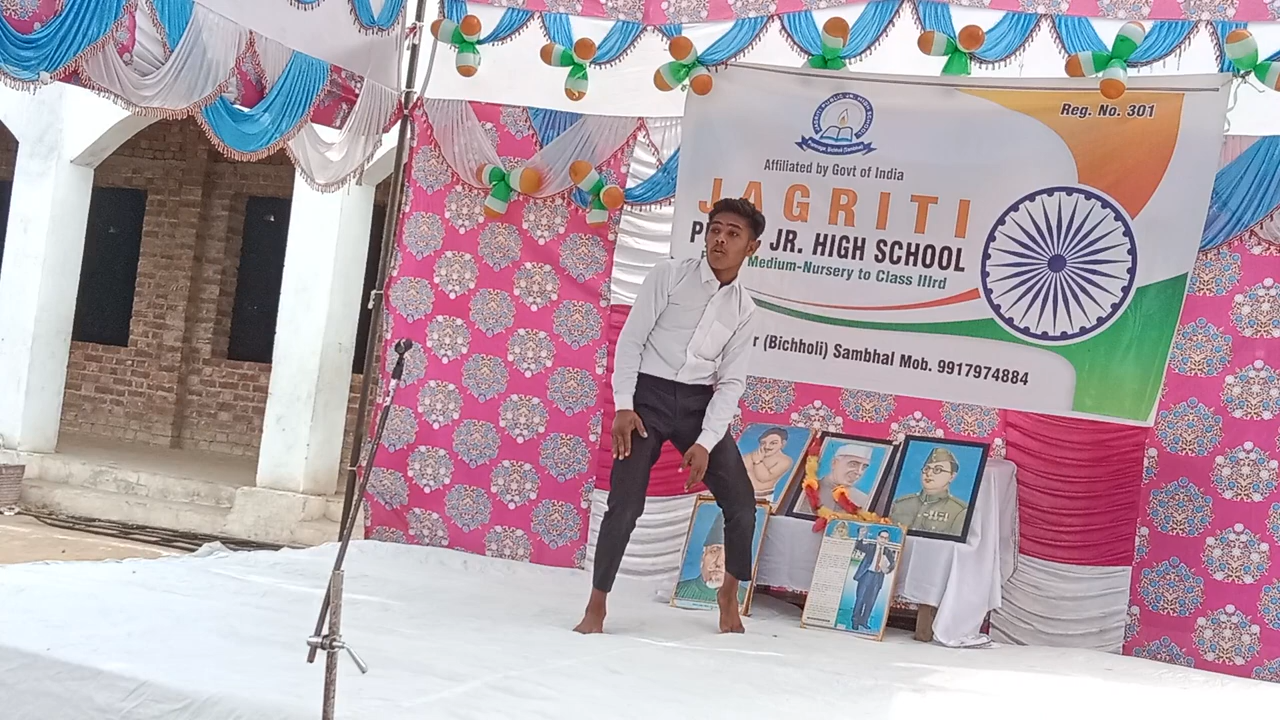 Reg. No. 301
Affiliated by Govt of India
JAGRITI
P JR. HIGH SCHOOL
Medium-Nursery to Class IIIrd
r (Bichholi) Sambhal Mob. 9917974884